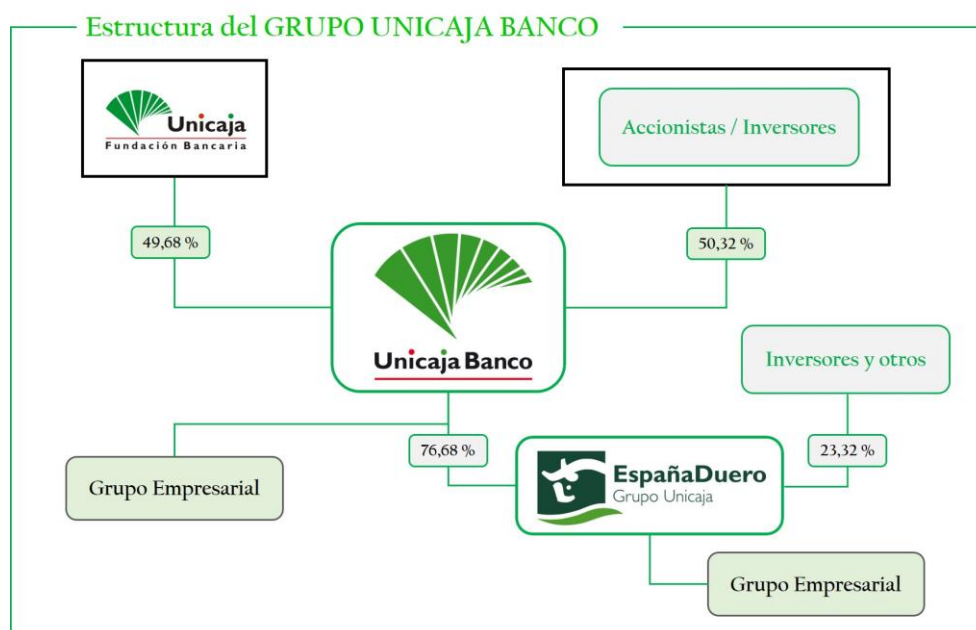 Estructura del GRUPO UNICAJA BANCO
Unicaja
Fundación Bancaria
Accionistas / Inversores
49,68 %
50,32 %
Unicaja Banco
Inversores y otros
76,68 %
23,32 %
EspañaDuero
Grupo Unicaja
Grupo Empresarial
Grupo Empresarial